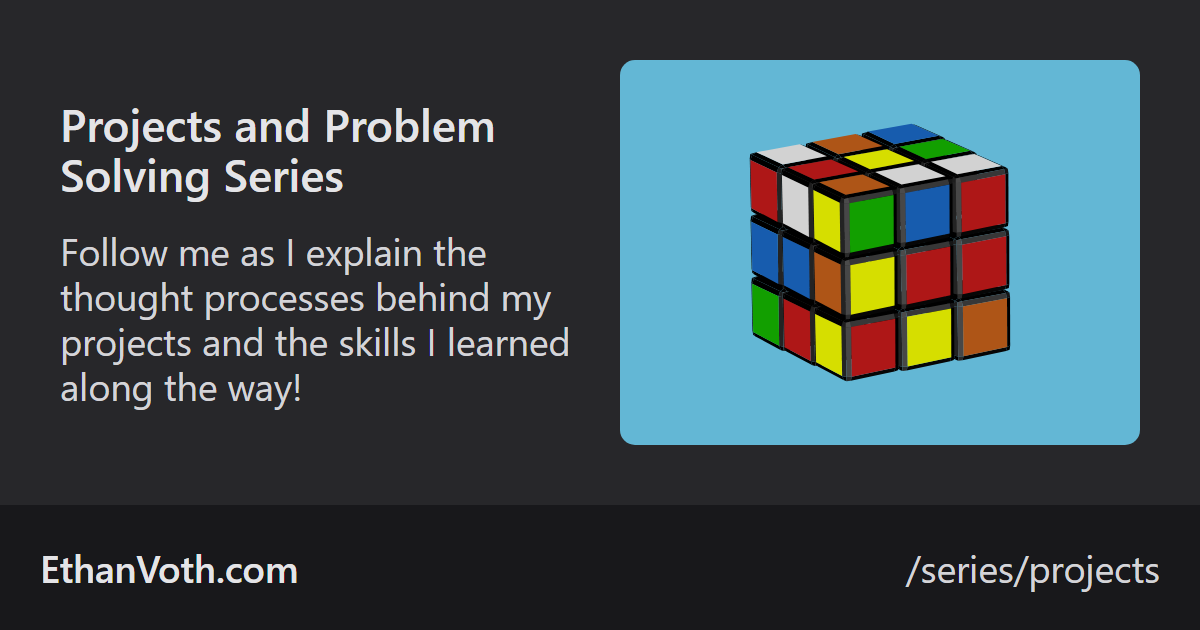 Projects and Problem
Solving Series
Follow me as I explain the
thought processes behind my
projects and the skills I learned
along the way!
EthanVoth.com
/series/projects